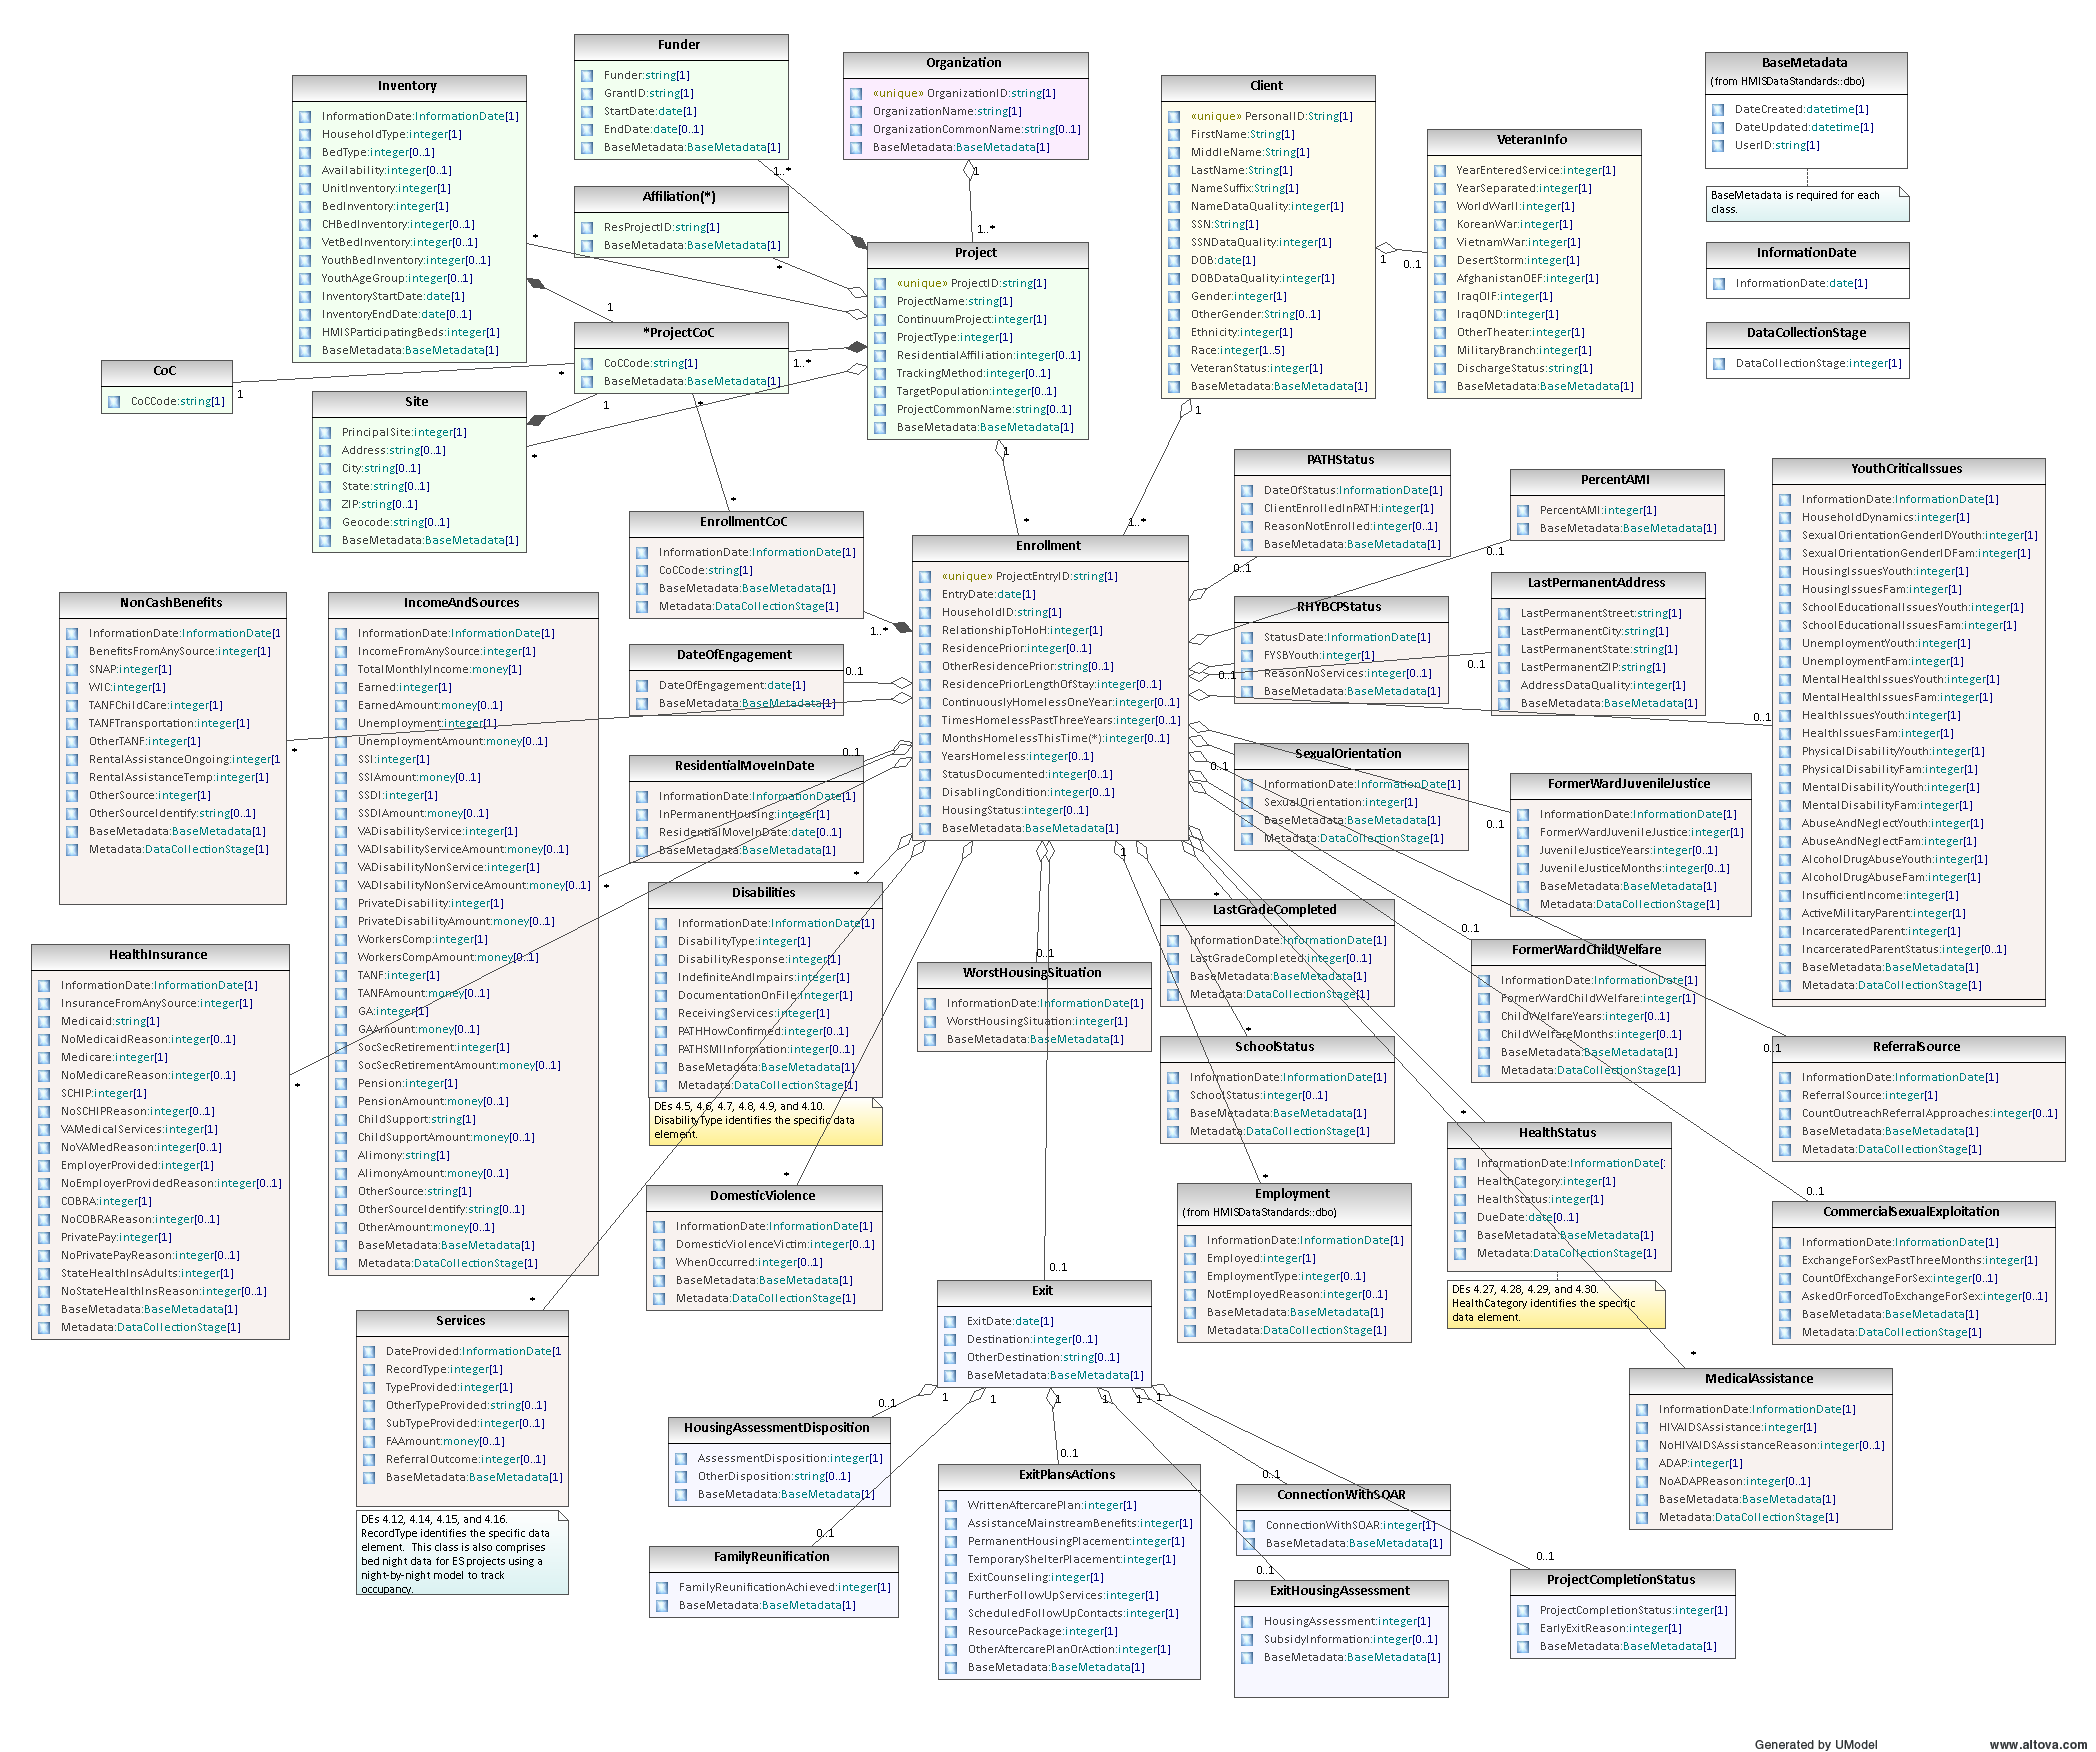 Funder
Funder:string[1]
GrantID:string[1]
StartDate:date[1]
EndDate:date[0..1]
BaseMetadata:BaseMetadata[1]
1..*
Organization
«unique» OrganizationID:string[1]
OrganizationName:string[1]
OrganizationCommonName:string[0..1]
BaseMetadata:BaseMetadata[1]
1
1..*
Inventory
InformationDate:InformationDate[1]
HouseholdType:integer[1]
BedType:integer[0..1]
Availability:integer[0..1]
UnitInventory:integer[1]
BedInventory:integer[1]
CHBedInventory:integer[0..1]
VetBedInventory:integer[0..1]
YouthBedInventory:integer[0..1]
YouthAgeGroup:integer[0..1]
InventoryStartDate:date[1]
InventoryEndDate:date[0..1]
HMISParticipatingBeds:integer[1]
BaseMetadata:BaseMetadata[1]
*
1
Affiliation(*)
ResProjectID:string[1]
BaseMetadata:BaseMetadata[1]
*
Client
«unique» PersonalID:String[1]
FirstName:String[1]
MiddleName:String[1]
LastName:String[1]
NameSuffix:String[1]
NameDataQuality:integer[1]
SSN:String[1]
SSNDataQuality:integer[1]
DOB:date[1]
DOBDataQuality:integer[1]
Gender:integer[1]
OtherGender:String[0..1]
Ethnicity:integer[1]
Race:integer[1..5]
VeteranStatus:integer[1]
BaseMetadata:BaseMetadata[1]
1
0..1
1
1..*
VeteranInfo
YearEnteredService:integer[1]
YearSeparated:integer[1]
WorldWarII:integer[1]
KoreanWar:integer[1]
VietnamWar:integer[1]
DesertStorm:integer[1]
AfghanistanOEF:integer[1]
IraqOIF:integer[1]
IraqOND:integer[1]
OtherTheater:integer[1]
MilitaryBranch:integer[1]
DischargeStatus:string[1]
BaseMetadata:BaseMetadata[1]
BaseMetadata
(from HMISDataStandards::dbo)
DateCreated:datetime[1]
DateUpdated:datetime[1]
UserID:string[1]
BaseMetadata is required for each
class.
InformationDate
InformationDate:date[1]
DataCollectionStage
DataCollectionStage:integer[1]
Project
«unique» ProjectID:string[1]
ProjectName:string[1]
ContinuumProject:integer[1]
ProjectType:integer[1]
ResidentialAffiliation:integer[0..1]
TrackingMethod:integer[0..1]
TargetPopulation:integer[0..1]
ProjectCommonName:string[0..1]
BaseMetadata:BaseMetadata[1]
1
*
*ProjectCoC
CoCCode:string[1]
BaseMetadata:BaseMetadata[1]
1..*
*
1
*
*
CoC
CoCCode:string[1]
1
Site
PrincipalSite:integer[1]
Address:string[0..1]
City:string[0..1]
State:string[0..1]
ZIP:string[0..1]
Geocode:string[0..1]
BaseMetadata:BaseMetadata[1]
*
EnrollmentCoC
InformationDate:InformationDate[1]
CoCCode:string[1]
BaseMetadata:BaseMetadata[1]
Metadata:DataCollectionStage[1]
1..*
Enrollment
«unique» ProjectEntryID:string[1]
EntryDate:date[1]
HouseholdID:string[1]
RelationshipToHoH:integer[1]
ResidencePrior:integer[1]
OtherResidencePrior:string[0..1]
ResidencePriorLengthOfStay:integer[0..1]
ContinuouslyHomelessOneYear:integer[0..1]
TimesHomelessPastThreeYears:integer[0..1]
MonthsHomelessThisTime(*):integer[0..1]
YearsHomeless:integer[0..1]
StatusDocumented:integer[0..1]
DisablingCondition:integer[0..1]
HousingStatus:integer[0..1]
BaseMetadata:BaseMetadata[1]
1
PATHStatus
DateOfStatus:InformationDate[1]
ClientEnrolledInPATH:integer[1]
ReasonNotEnrolled:integer[0..1]
BaseMetadata:BaseMetadata[1]
0..1
PercentAMI
PercentAMI:integer[1]
BaseMetadata:BaseMetadata[1]
0..1
YouthCriticalIssues
InformationDate:InformationDate[1]
HouseholdDynamics:integer[1]
SexualOrientationGenderIDYouth:integer[1]
SexualOrientationGenderIDFam:integer[1]
HousingIssuesYouth:integer[1]
HousingIssuesFam:integer[1]
SchoolEducationalIssuesYouth:integer[1]
SchoolEducationalIssuesFam:integer[1]
UnemploymentYouth:integer[1]
UnemploymentFam:integer[1]
MentalHealthIssuesYouth:integer[1]
MentalHealthIssuesFam:integer[1]
HealthIssuesYouth:integer[1]
HealthIssuesFam:integer[1]
PhysicalDisabilityYouth:integer[1]
PhysicalDisabilityFam:integer[1]
MentalDisabilityYouth:integer[1]
MentalDisabilityFam:integer[1]
AbuseAndNeglectYouth:integer[1]
AbuseAndNeglectFam:integer[1]
AlcoholDrugAbuseYouth:integer[1]
AlcoholDrugAbuseFam:integer[1]
InsufficientIncome:integer[1]
ActiveMilitaryParent:integer[1]
IncarceratedParent:integer[1]
IncarceratedParentStatus:integer[0..1]
BaseMetadata:BaseMetadata[1]
Metadata:DataCollectionStage[1]
0..1
LastPermanentAddress
LastPermanentStreet:string[1]
LastPermanentCity:string[1]
LastPermanentState:string[1]
LastPermanentZIP:string[1]
AddressDataQuality:integer[1]
BaseMetadata:BaseMetadata[1]
0..1
RHYBCPStatus
StatusDate:InformationDate[1]
FYSBYouth:integer[1]
ReasonNoServices:integer[0..1]
BaseMetadata:BaseMetadata[1]
0..1
NonCashBenefits
InformationDate:InformationDate[1
BenefitsFromAnySource:integer[1]
SNAP:integer[1]
WIC:integer[1]
TANFChildCare:integer[1]
TANFTransportation:integer[1]
OtherTANF:integer[1]
RentalAssistanceOngoing:integer[1
RentalAssistanceTemp:integer[1]
OtherSource:integer[1]
OtherSourceIdentify:string[0..1]
BaseMetadata:BaseMetadata[1]
Metadata:DataCollectionStage[1]
*
IncomeAndSources
InformationDate:InformationDate[1]
IncomeFromAnySource:integer[1]
TotalMonthlyIncome:money[1]
Earned:integer[1]
EarnedAmount:money[0..1]
Unemployment:integer[1]
UnemploymentAmount:money[0..1]
SSI:integer[1]
SSIAmount:money[0..1]
SSDI:integer[1]
SSDIAmount:money[0..1]
VADisabilityService:integer[1]
VADIsabilityServiceAmount:money[0..1]
VADisabilityNonService:integer[1]
VADIsabilityNonServiceAmount:money[0..1]
PrivateDisability:integer[1]
PrivateDisabilityAmount:money[0..1]
WorkersComp:integer[1]
WorkersCompAmount:money[0..1]
TANF:integer[1]
TANFAmount:money[0..1]
GA:integer[1]
GAAmount:money[0..1]
SocSecRetirement:integer[1]
SocSecRetirementAmount:money[0..1]
Pension:integer[1]
PensionAmount:money[0..1]
ChildSupport:string[1]
ChildSupportAmount:money[0..1]
Alimony:string[1]
AlimonyAmount:money[0..1]
OtherSource:string[1]
OtherSourceIdentify:string[0..1]
OtherAmount:money[0..1]
BaseMetadata:BaseMetadata[1]
Metadata:DataCollectionStage[1]
*
DateOfEngagement
DateOfEngagement:date[1]
BaseMetadata:BaseMetadata[1]
0..1
ResidentialMoveInDate
InformationDate:InformationDate[1]
InPermanentHousing:integer[1]
ResidentialMoveInDate:date[0..1]
BaseMetadata:BaseMetadata[1]
0..1
SexualOrientation
InformationDate:InformationDate[1]
SexualOrientation:integer[1]
BaseMetadata:BaseMetadata[1]
Metadata:DataCollectionStage[1]
0..1
FormerWardJuvenileJustice
InformationDate:InformationDate[1]
FormerWardJuvenileJustice:integer[1]
JuvenileJusticeYears:integer[0..1]
JuvenileJusticeMonths:integer[0..1]
BaseMetadata:BaseMetadata[1]
Metadata:DataCollectionStage[1]
0..1
Disabilities
InformationDate:InformationDate[1]
DisabilityType:integer[1]
DisabilityResponse:integer[1]
IndefiniteAndImpairs:integer[1]
DocumentationOnFile:integer[1]
ReceivingServices:integer[1]
PATHHowConfirmed:integer[0..1]
PATHSMIInformation:integer[0..1]
BaseMetadata:BaseMetadata[1]
Metadata:DataCollectionStage[1]
DEs 4.5, 4.6, 4.7, 4.8, 4.9, and 4.10.
DisabilityType identifies the specific data
element.
*
HealthInsurance
InformationDate:InformationDate[1]
InsuranceFromAnySource:integer[1]
Medicaid:string[1]
NoMedicaidReason:integer[0..1]
Medicare:integer[1]
NoMedicareReason:integer[0..1]
SCHIP:integer[1]
NoSCHIPReason:integer[0..1]
VAMedicalServices:integer[1]
NoVAMedReason:integer[0..1]
EmployerProvided:integer[1]
NoEmployerProvidedReason:integer[0..1]
COBRA:integer[1]
NoCOBRAReason:integer[0..1]
PrivatePay:integer[1]
NoPrivatePayReason:integer[0..1]
StateHealthInsAdults:integer[1]
NoStateHealthInsReason:integer[0..1]
BaseMetadata:BaseMetadata[1]
Metadata:DataCollectionStage[1]
*
WorstHousingSituation
InformationDate:InformationDate[1]
WorstHousingSituation:integer[1]
BaseMetadata:BaseMetadata[1]
0..1
LastGradeCompleted
InformationDate:InformationDate[1]
LastGradeCompleted:integer[0..1]
BaseMetadata:BaseMetadata[1]
Metadata:DataCollectionStage[1]
*
FormerWardChildWelfare
InformationDate:InformationDate[1]
FormerWardChildWelfare:integer[1]
ChildWelfareYears:integer[0..1]
ChildWelfareMonths:integer[0..1]
BaseMetadata:BaseMetadata[1]
Metadata:DataCollectionStage[1]
0..1
SchoolStatus
InformationDate:InformationDate[1]
SchoolStatus:integer[0..1]
BaseMetadata:BaseMetadata[1]
Metadata:DataCollectionStage[1]
*
ReferralSource
InformationDate:InformationDate[1]
ReferralSource:integer[1]
CountOutreachReferralApproaches:integer[0..1]
BaseMetadata:BaseMetadata[1]
Metadata:DataCollectionStage[1]
0..1
HealthStatus
InformationDate:InformationDate[
HealthCategory:integer[1]
HealthStatus:integer[1]
DueDate:date[0..1]
BaseMetadata:BaseMetadata[1]
Metadata:DataCollectionStage[1]
DEs 4.27, 4.28, 4.29, and 4.30.
HealthCategory identifies the specific
data element.
*
DomesticViolence
InformationDate:InformationDate[1]
DomesticViolenceVictim:integer[0..1]
WhenOccurred:integer[0..1]
BaseMetadata:BaseMetadata[1]
Metadata:DataCollectionStage[1]
*
Employment
(from HMISDataStandards::dbo)
InformationDate:InformationDate[1]
Employed:integer[1]
EmploymentType:integer[0..1]
NotEmployedReason:integer[0..1]
BaseMetadata:BaseMetadata[1]
Metadata:DataCollectionStage[1]
*
CommercialSexualExploitation
InformationDate:InformationDate[1]
ExchangeForSexPastThreeMonths:integer[1]
CountOfExchangeForSex:integer[0..1]
AskedOrForcedToExchangeForSex:integer[0..1]
BaseMetadata:BaseMetadata[1]
Metadata:DataCollectionStage[1]
0..1
Services
DateProvided:InformationDate[1
RecordType:integer[1]
TypeProvided:integer[1]
OtherTypeProvided:string[0..1]
SubTypeProvided:integer[0..1]
FAAmount:money[0..1]
ReferralOutcome:integer[0..1]
BaseMetadata:BaseMetadata[1]
DEs 4.12, 4.14, 4.15, and 4.16.
RecordType identifies the specific data
element. This class is also comprises
bed night data for ES projects using a
night-by-night model to track
occupancy.
*
Exit
ExitDate:date[1]
Destination:integer[0..1]
OtherDestination:string[0..1]
BaseMetadata:BaseMetadata[1]
0..1
1
1
1
1
1
1
MedicalAssistance
InformationDate:InformationDate[1]
HIVAIDSAssistance:integer[1]
NoHIVAIDSAssistanceReason:integer[0..1]
ADAP:integer[1]
NoADAPReason:integer[0..1]
BaseMetadata:BaseMetadata[1]
Metadata:DataCollectionStage[1]
*
HousingAssessmentDisposition
AssessmentDisposition:integer[1]
OtherDisposition:string[0..1]
BaseMetadata:BaseMetadata[1]
0..1
ExitPlansActions
WrittenAftercarePlan:integer[1]
AssistanceMainstreamBenefits:integer[1]
PermanentHousingPlacement:integer[1]
TemporaryShelterPlacement:integer[1]
ExitCounseling:integer[1]
FurtherFollowUpServices:integer[1]
ScheduledFollowUpContacts:integer[1]
ResourcePackage:integer[1]
OtherAftercarePlanOrAction:integer[1]
BaseMetadata:BaseMetadata[1]
0..1
ConnectionWithSOAR
ConnectionWithSOAR:integer[1]
BaseMetadata:BaseMetadata[1]
0..1
FamilyReunification
FamilyReunificationAchieved:integer[1]
BaseMetadata:BaseMetadata[1]
0..1
ExitHousingAssessment
HousingAssessment:integer[1]
SubsidyInformation:integer[0..1]
BaseMetadata:BaseMetadata[1]
0..1
ProjectCompletionStatus
ProjectCompletionStatus:integer[1]
EarlyExitReason:integer[1]
BaseMetadata:BaseMetadata[1]
0..1
Generated by UModel
www.altova.com